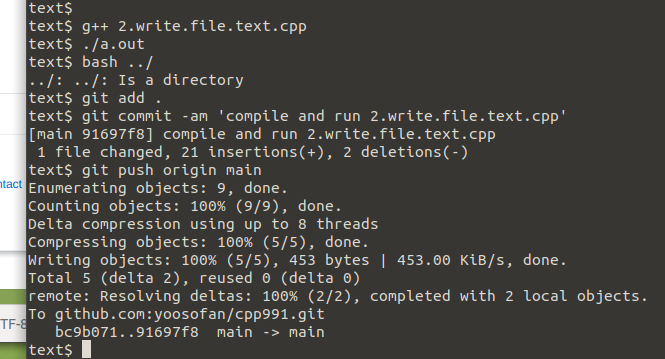 text$
text$ g++ 2.write.file.text.cpp
text$ ./a.out
text$ bash ../
../: ../: Is a directory
text$ git add .
text$ git commit -am 'compile and run 2.write.file.text.cpp'
[main 91697f8] compile and run 2.write.file.text.cpp
 1 file changed, 21 insertions(+), 2 deletions(-)
text$ git push origin main
Enumerating objects: 9, done.
Counting objects: 100% (9/9), done.
Delta compression using up to 8 threads
Compressing objects: 100% (5/5), done.
Writing objects: 100% (5/5), 453 bytes | 453.00 KiB/s, done.
Total 5 (delta 2), reused 0 (delta 0)
remote: Resolving deltas: 100% (2/2), completed with 2 local objects.
To github.com:yoosofan/cpp991.git
   bc9b071..91697f8  main -> main
text$
ntact
TF-8